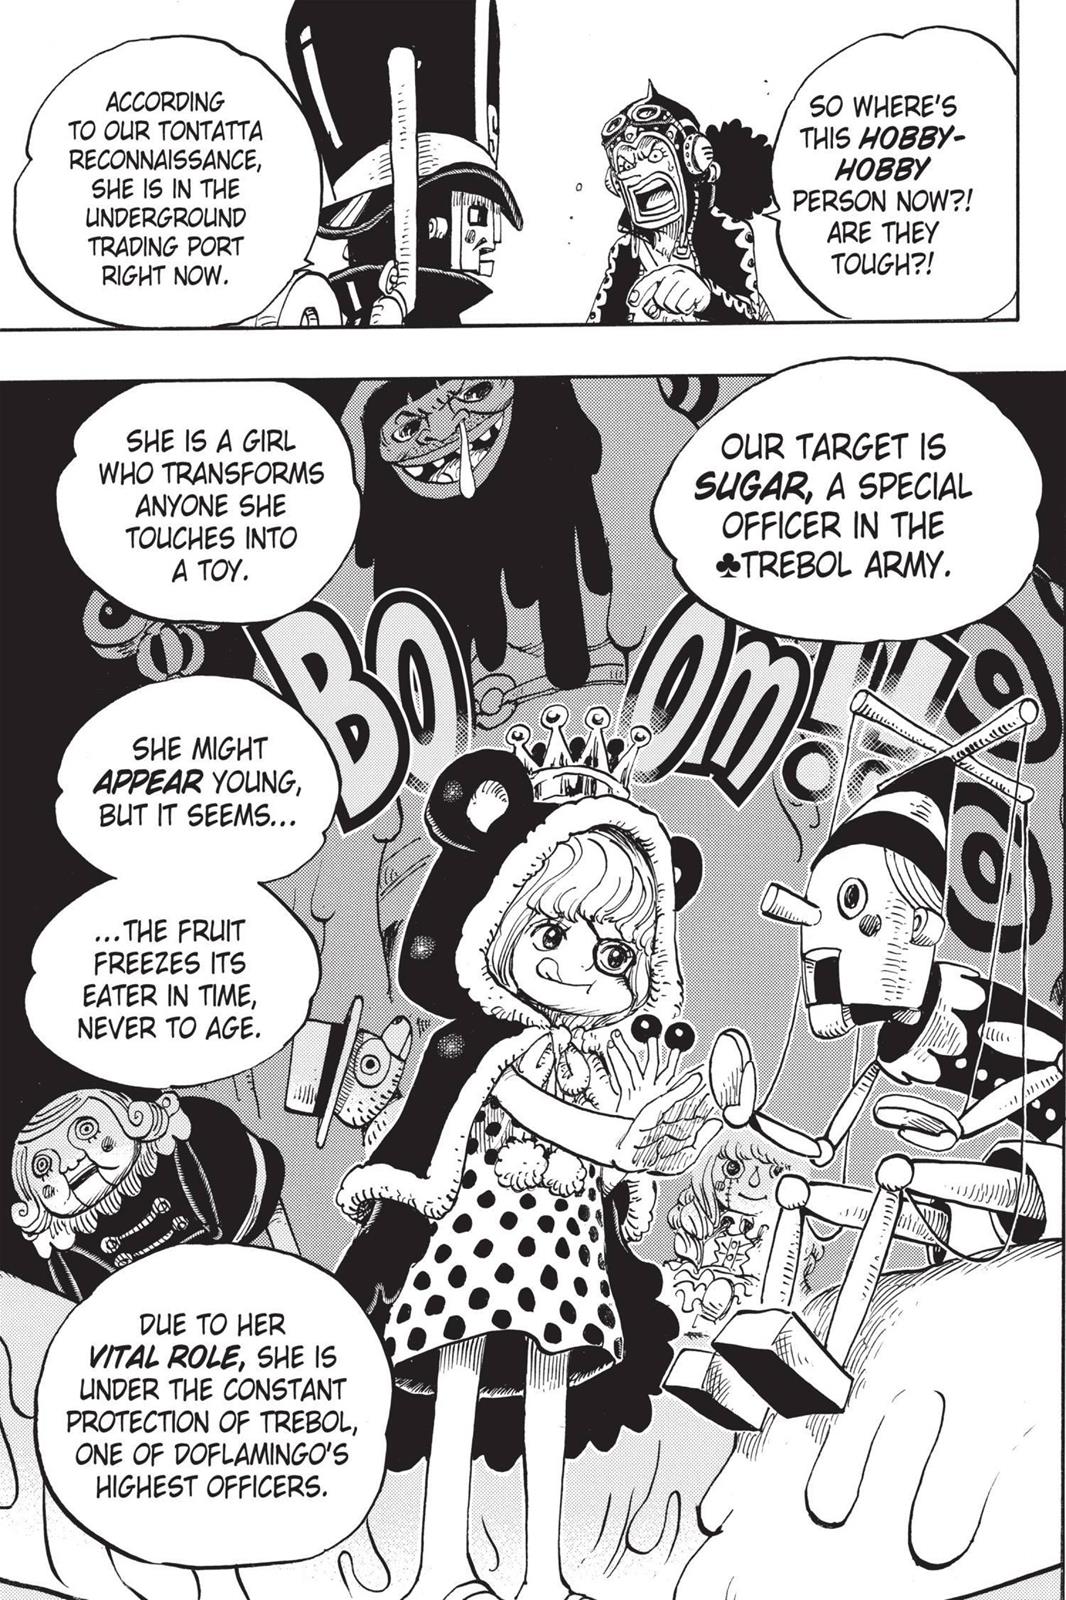 SO WHERE'S
THIS HOBBY-
HOBBY
PERSON NOW?!
ARE THEY
TOUGH?!
ACCORDING
TO OUR TONTATTA
RECONNAISSANCE,
SHE IS IN THE
UNDERGROUND
TRADING PORT
RIGHT NOW.
OUR TARGET IS
SUGAR, A SPECIAL
OFFICER IN THE
♣TREBOL ARMY.
SHE IS A GIRL
WHO TRANSFORMS
ANYONE SHE
TOUCHES INTO
A TOY.
BOOOM!!
SHE MIGHT
APPEAR YOUNG,
BUT IT SEEMS...
...THE FRUIT
FREEZES ITS
EATER IN TIME,
NEVER TO AGE.
DUE TO HER
VITAL ROLE, SHE IS
UNDER THE CONSTANT
PROTECTION OF TREBOL,
ONE OF DOFLAMINGO'S
HIGHEST OFFICERS.